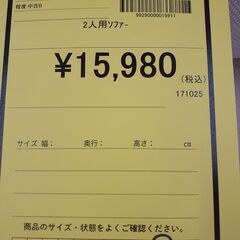 程度:中古B
9929000001991１
2人用ソファｰ
¥15,980
(税込)
171025
サイズ 幅: 奥行: 高さ: cm
商品のサイズ・状態をよくご確認ください。